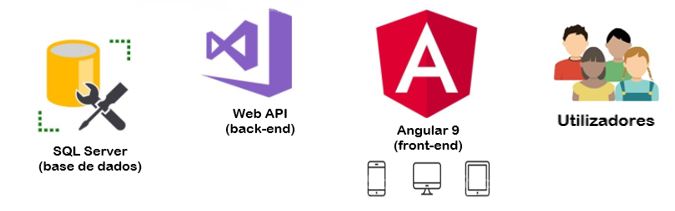 SQL Server
(base de dados)
Web API
(back-end)
A
Angular 9
(front-end)
Utilizadores